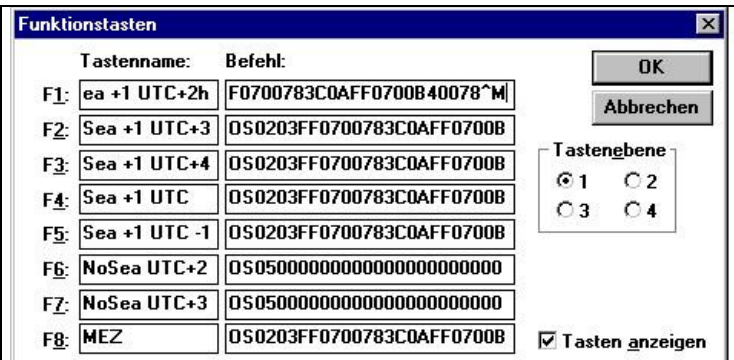 Funktionstasten
Tastenname: Befehl:
F1: ea +1 UTC+2h F0700783C0AFF0700B40078^M
F2: Sea +1 UTC+3 OS0203FF0700783C0AFF0700B
F3: Sea +1 UTC+4 OS0203FF0700783C0AFF0700B
F4: Sea +1 UTC OS0203FF0700783C0AFF0700B
F5: Sea +1 UTC -1 OS0203FF0700783C0AFF0700B
F6: NoSea UTC+2 OS05000000000000000000000
F7: NoSea UTC+3 OS05000000000000000000000
F8: MEZ OS0203FF0700783C0AFF0700B
OK
Abbrechen
Tastenebene
1 2
3 4
Tasten anzeigen